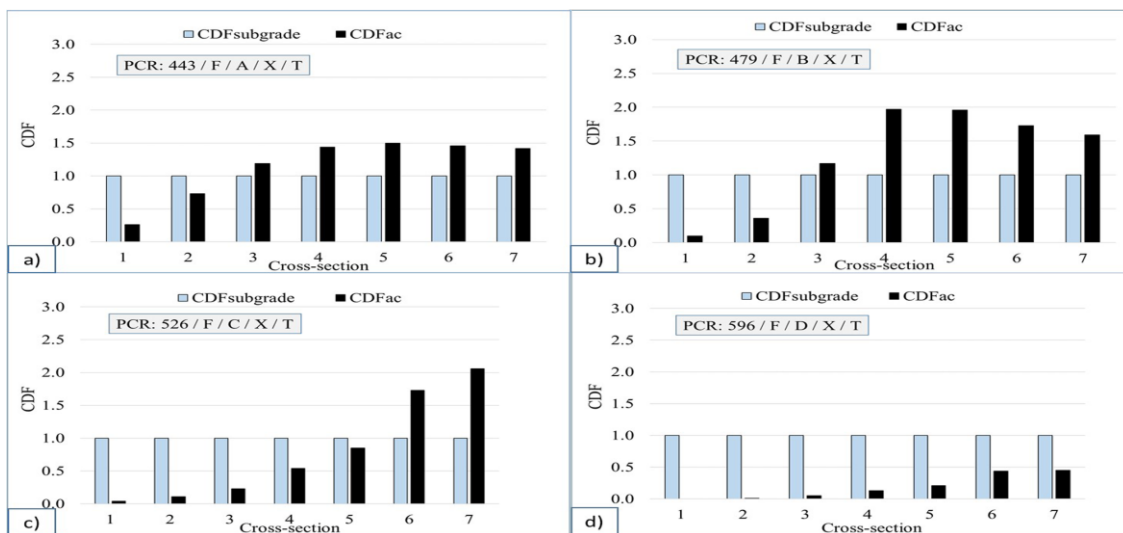 CDFsubgrade CDFac
PCR: 443 / F / A / X / T
CDF
3.0
2.5
2.0
1.5
1.0
0.5
0.0
1 2 3 4 5 6 7
Cross-section
a)
CDFsubgrade CDFac
PCR: 479 / F / B / X / T
CDF
3.0
2.5
2.0
1.5
1.0
0.5
0.0
1 2 3 4 5 6 7
Cross-section
b)
CDFsubgrade CDFac
PCR: 526 / F / C / X / T
CDF
3.0
2.5
2.0
1.5
1.0
0.5
0.0
1 2 3 4 5 6 7
Cross-section
c)
CDFsubgrade CDFac
PCR: 596 / F / D / X / T
CDF
3.0
2.5
2.0
1.5
1.0
0.5
0.0
1 2 3 4 5 6 7
Cross-section
d)